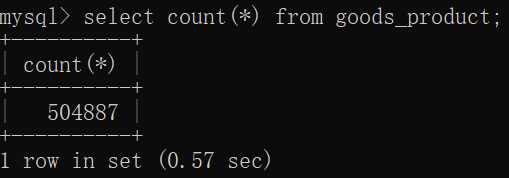 mysql> select count(*) from goods_product;
+----------+
| count(*) |
+----------+
|   504887 |
+----------+
1 row in set (0.57 sec)